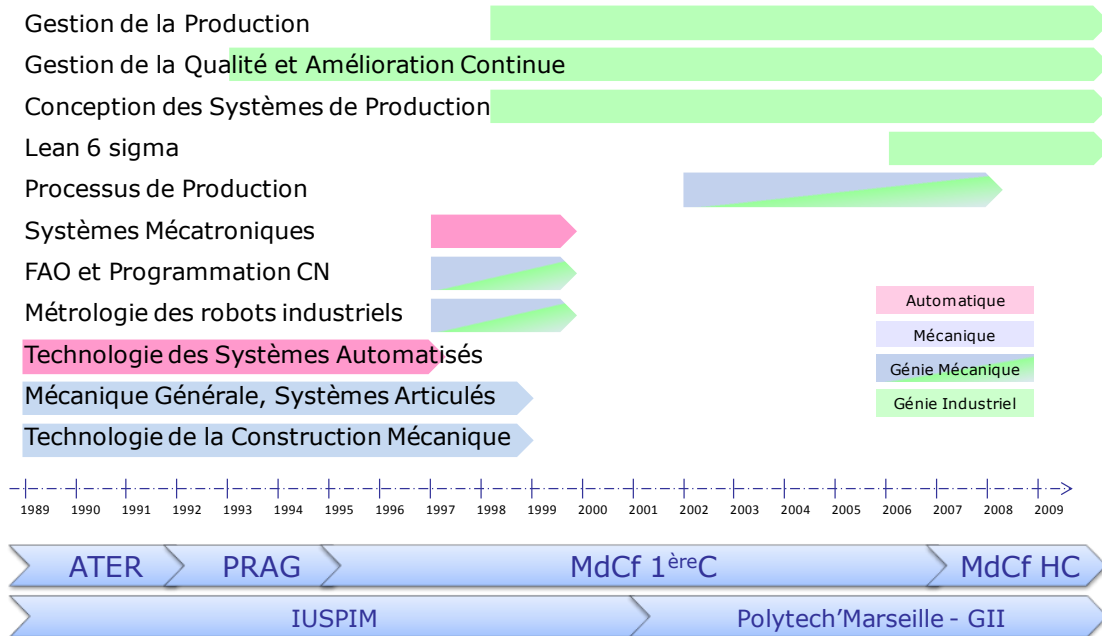 Gestion de la Production
Gestion de la Qualité et Amélioration Continue
Conception des Systèmes de Production
Lean 6 sigma
Processus de Production
Systèmes Mécatroniques
FAO et Programmation CN
Métrologie des robots industriels
Technologie des Systèmes Automatisés
Mécanique Générale, Systèmes Articulés
Technologie de la Construction Mécanique
Automatique
Mécanique
Génie Mécanique
Génie Industriel
1989 1990 1991 1992 1993 1994 1995 1996 1997 1998 1999 2000 2001 2002 2003 2004 2005 2006 2007 2008 2009
ATER PRAG MdCf 1èreC MdCf HC
IUSPIM Polytech'Marseille - GII